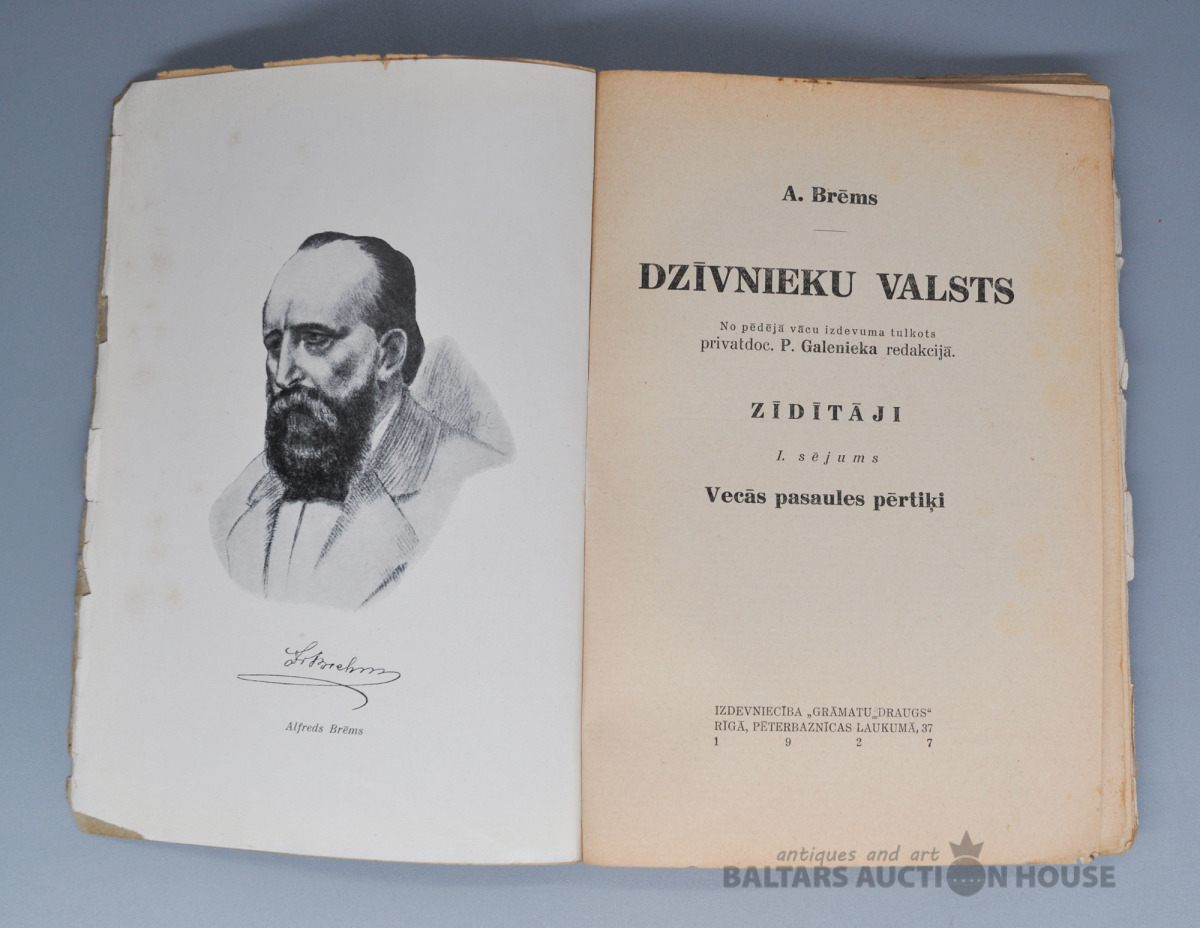 Alfreds Brēms
A. Brēms
DZĪVNIEKU VALSTS
No pēdējā vācu izdevuma tulkots
privatdoc. P. Galenieka redakcijā.
ZĪDĪTĀJI
I. sējums
Vecās pasaules pērtiķi
IZDEVNIECĪBA „GRĀMATU DRAUGS“
RĪGĀ, PĒTERBAZNĪCAS LAUKUMĀ, 37
1 9 2 7
antiques and art
BALTARS AUCTION HOUSE